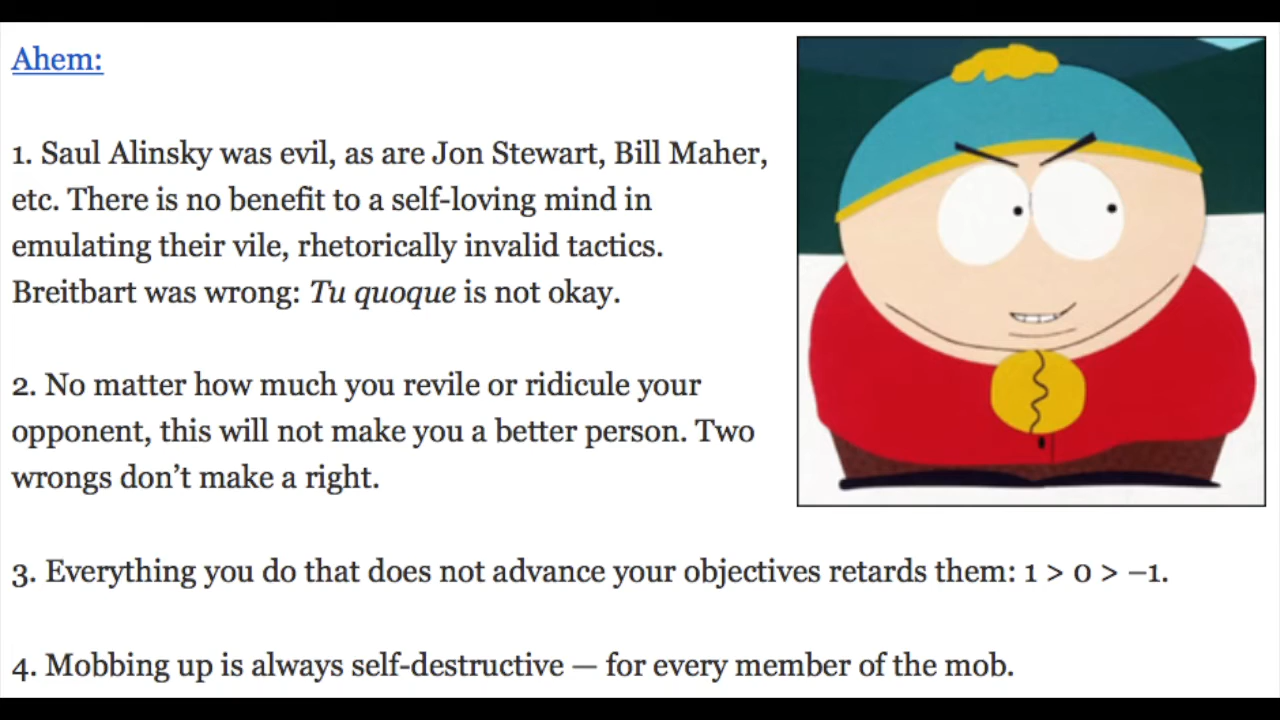 Ahem:
1. Saul Alinsky was evil, as are Jon Stewart, Bill Maher,
etc. There is no benefit to a self-loving mind in
emulating their vile, rhetorically invalid tactics.
Breitbart was wrong: Tu quoque is not okay.
2. No matter how much you revile or ridicule your
opponent, this will not make you a better person. Two
wrongs don’t make a right.
3. Everything you do that does not advance your objectives retards them: 1 > 0 > −1.
4. Mobbing up is always self-destructive — for every member of the mob.